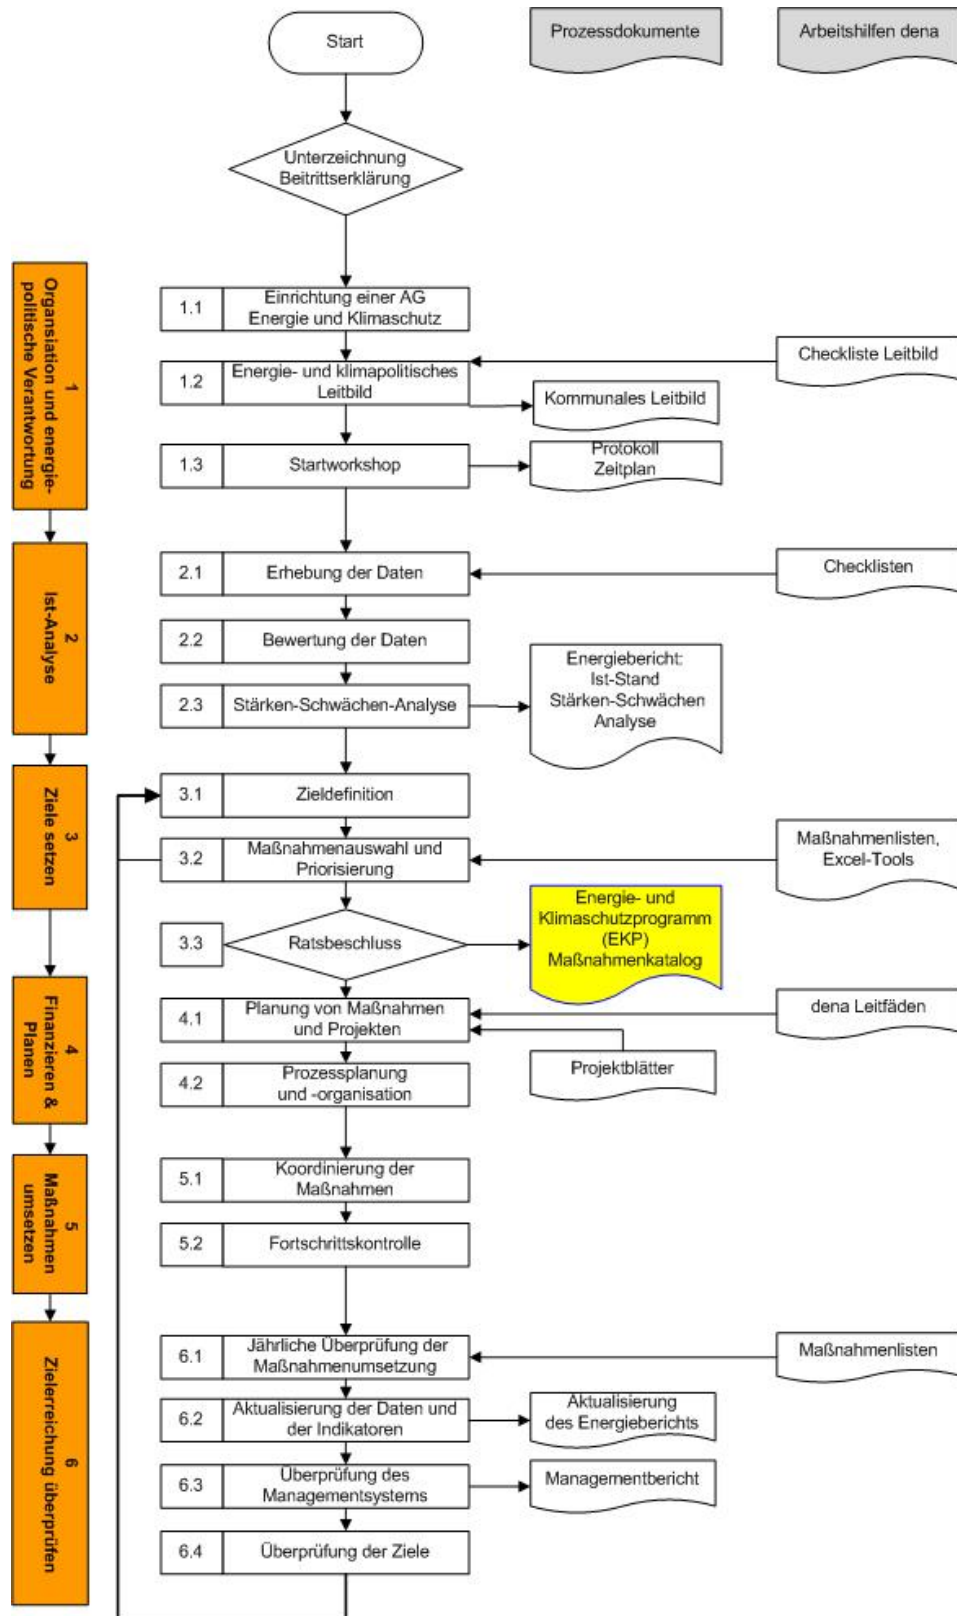 Start
Prozessdokumente
Arbeitshilfen dena
Unterzeichnung
Beitrittserklärung
1
Organsiation und energie-
politische Verantwortung
1.1
Einrichtung einer AG
Energie und Klimaschutz
1.2
Energie- und klimapolitisches
Leitbild
Checkliste Leitbild
Kommunales Leitbild
1.3
Startworkshop
Protokoll
Zeitplan
2
Ist-Analyse
2.1
Erhebung der Daten
Checklisten
2.2
Bewertung der Daten
2.3
Stärken-Schwächen-Analyse
Energiebericht:
Ist-Stand
Stärken-Schwächen
Analyse
3
Ziele setzen
3.1
Zieldefinition
3.2
Maßnahmenauswahl und
Priorisierung
Maßnahmenlisten,
Excel-Tools
3.3
Ratsbeschluss
Energie- und
Klimaschutzprogramm
(EKP)
Maßnahmenkatalog
4
Finanzieren &
Planen
4.1
Planung von Maßnahmen
und Projekten
dena Leitfäden
Projektblätter
4.2
Prozessplanung
und -organisation
5
Maßnahmen
umsetzen
5.1
Koordinierung der
Maßnahmen
5.2
Fortschrittskontrolle
6
Zielerreichung überprüfen
6.1
Jährliche Überprüfung der
Maßnahmenumsetzung
Maßnahmenlisten
6.2
Aktualisierung der Daten und
der Indikatoren
Aktualisierung
des Energieberichts
6.3
Überprüfung des
Managementsystems
Managementbericht
6.4
Überprüfung der Ziele